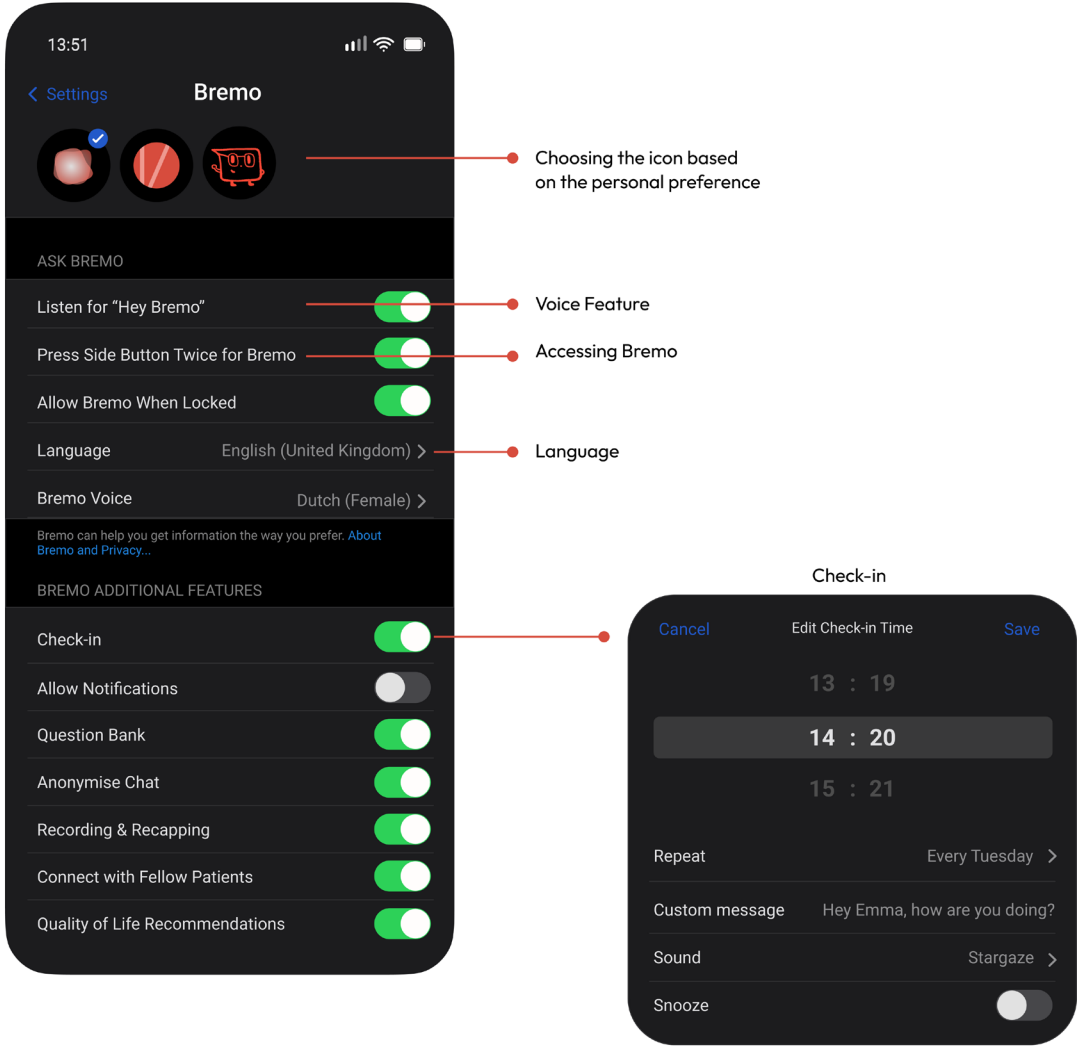 13:51
Settings
Bremo
Choosing the icon based
on the personal preference
ASK BREMO
Listen for “Hey Bremo”
Voice Feature
Press Side Button Twice for Bremo
Accessing Bremo
Allow Bremo When Locked
Language
English (United Kingdom)
Language
Bremo Voice
Dutch (Female)
Bremo can help you get information the way you prefer. About
Bremo and Privacy...
BREMO ADDITIONAL FEATURES
Check-in
Allow Notifications
Question Bank
Anonymise Chat
Recording & Recapping
Connect with Fellow Patients
Quality of Life Recommendations
Check-in
Cancel
Edit Check-in Time
Save
13 : 19
14 : 20
15 : 21
Repeat
Every Tuesday
Custom message
Hey Emma, how are you doing?
Sound
Stargaze
Snooze